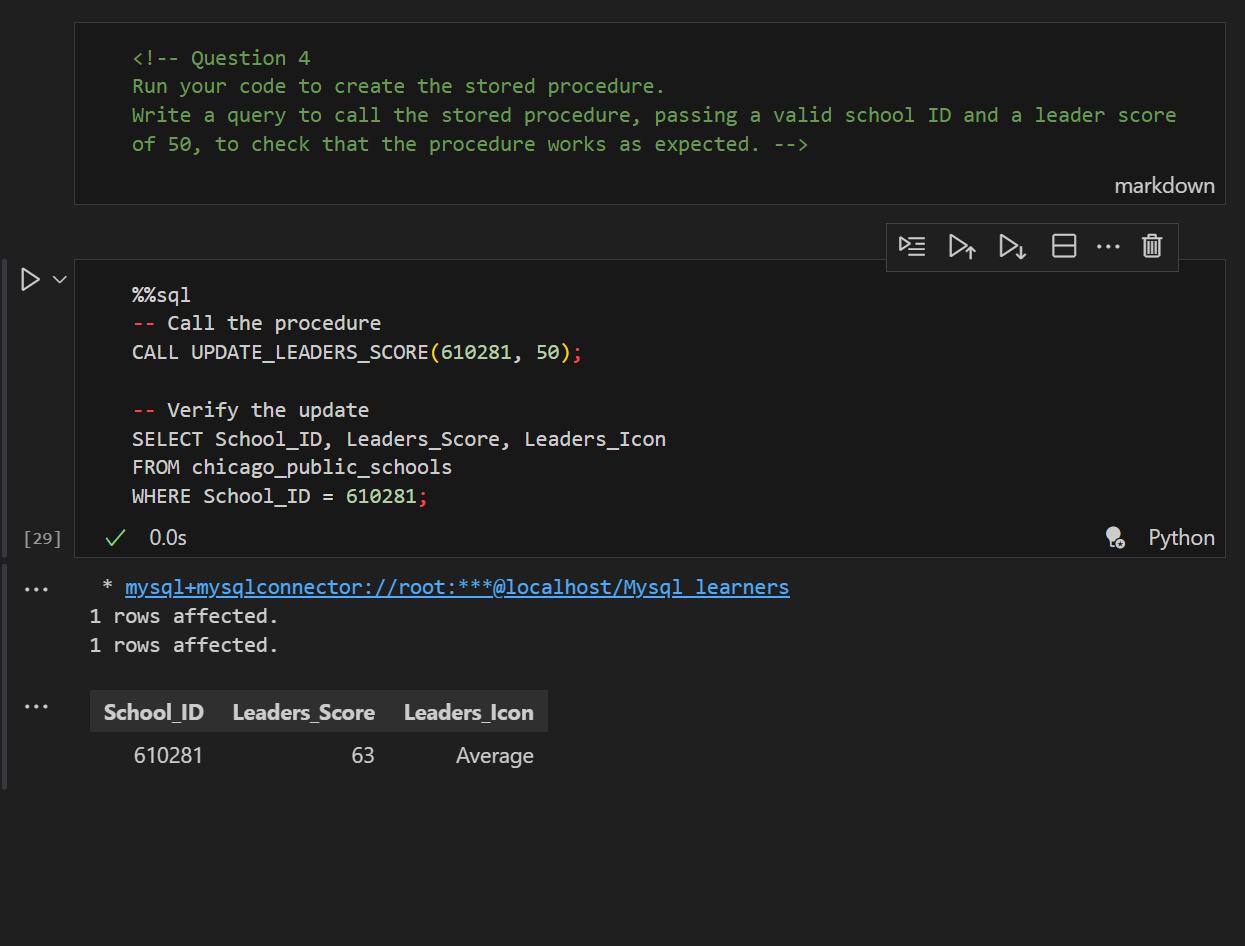 <!-- Question 4
Run your code to create the stored procedure.
Write a query to call the stored procedure, passing a valid school ID and a leader score
of 50, to check that the procedure works as expected. -->
markdown
%%sql
-- Call the procedure
CALL UPDATE_LEADERS_SCORE(610281, 50);
-- Verify the update
SELECT School_ID, Leaders_Score, Leaders_Icon
FROM chicago_public_schools
WHERE School_ID = 610281;
[29]
0.0s
Python
* mysql+mysqlconnector://root:***@localhost/Mysql_learners
1 rows affected.
1 rows affected.
School_ID Leaders_Score Leaders_Icon
610281 63 Average